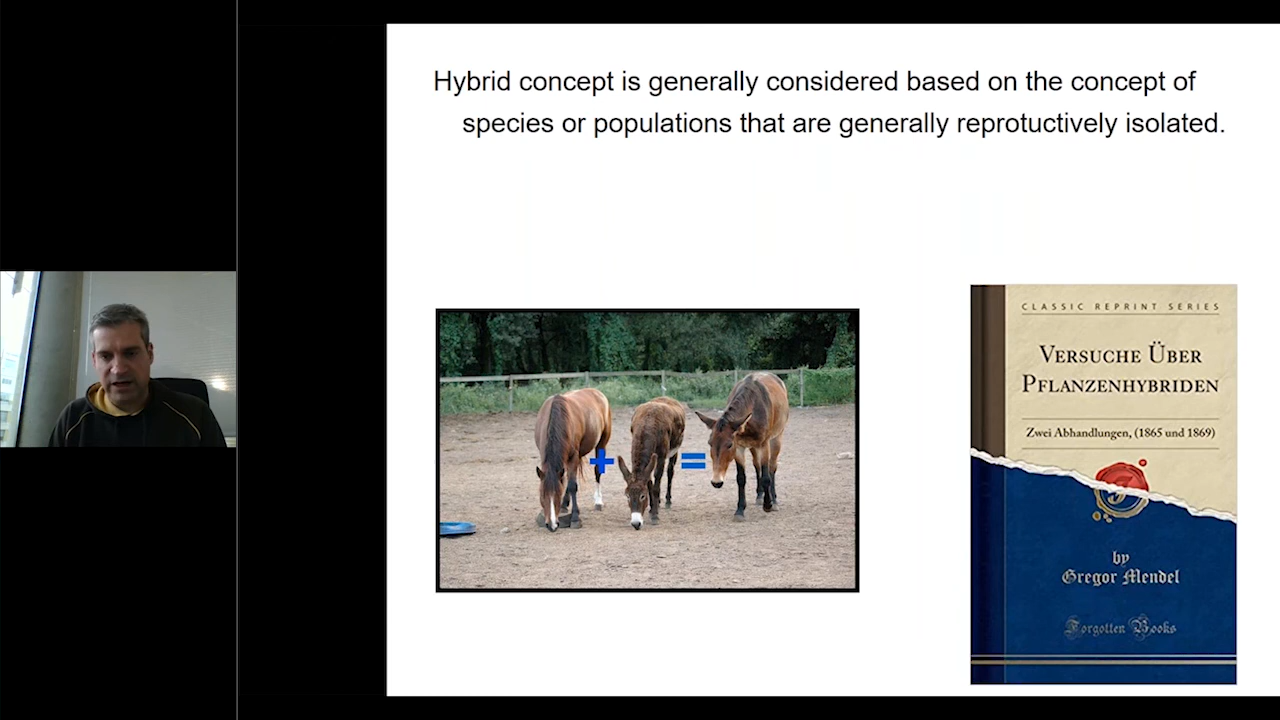 Hybrid concept is generally considered based on the concept of
species or populations that are generally reprotuctively isolated.
+ =
CLASSIC REPRINT SERIES
VERSUCHE ÜBER
PFLANZENHYBRIDEN
Zwei Abhandlungen, (1865 und 1869)
by
Gregor Mendel
Forgotten Books